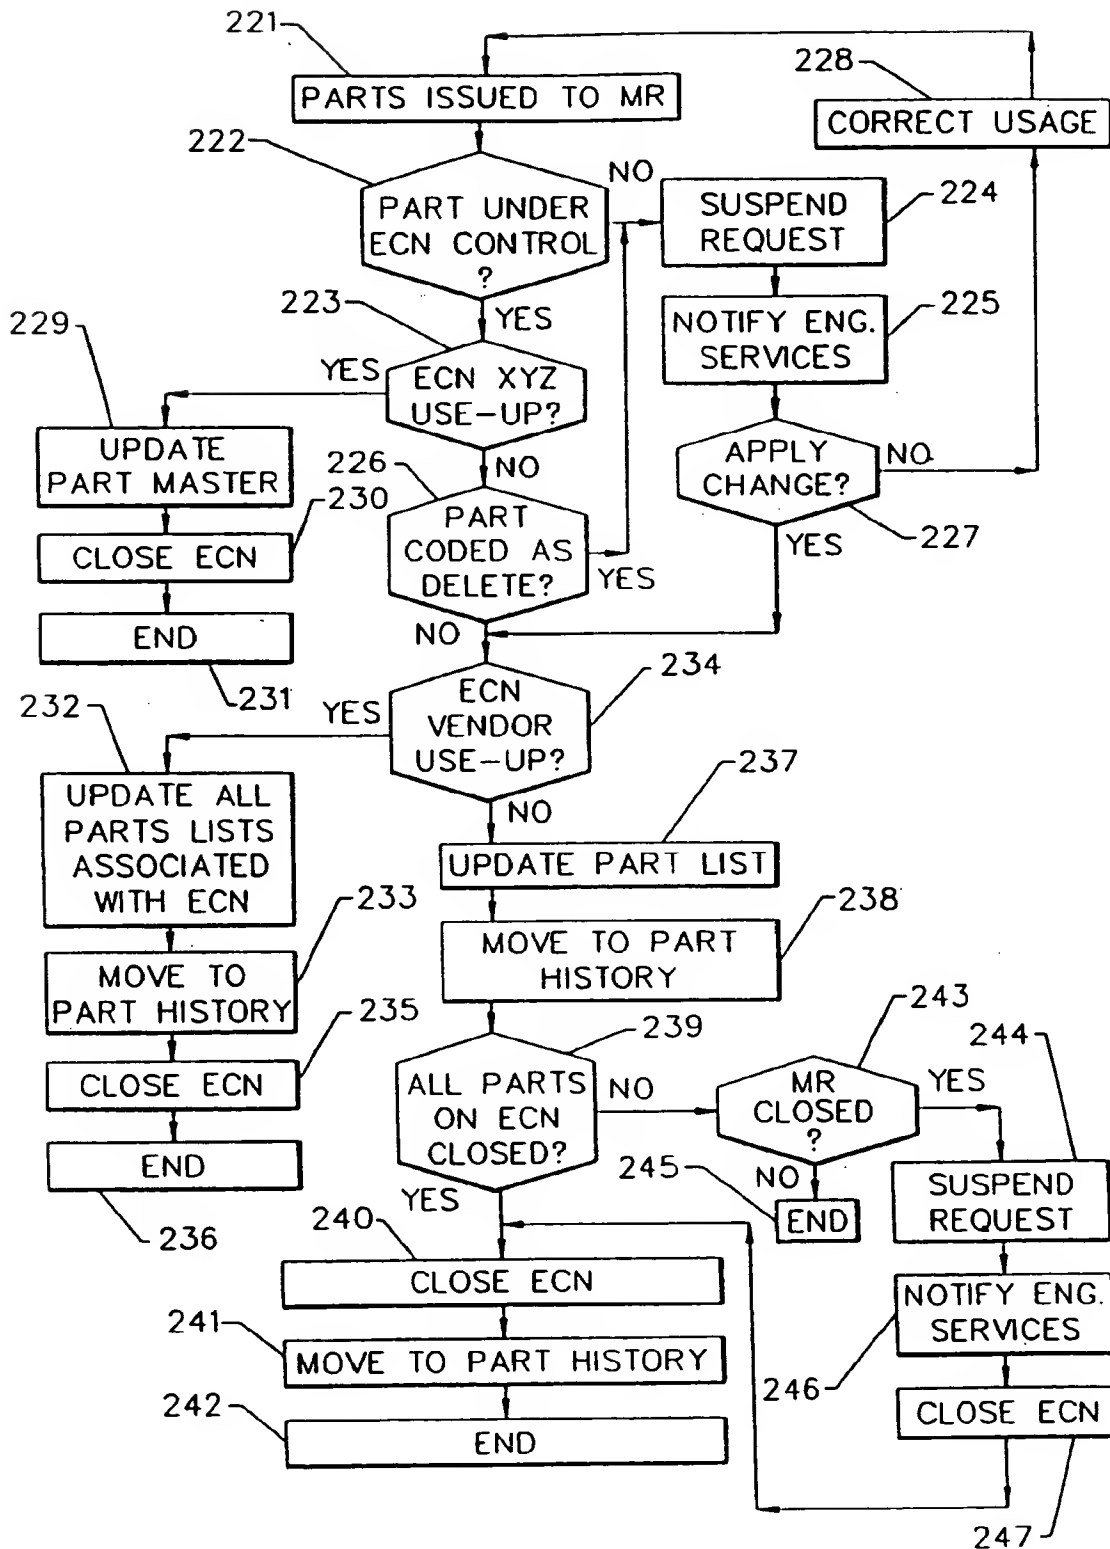 221
PARTS ISSUED TO MR
228
CORRECT USAGE
222
PART UNDER
ECN CONTROL
?
NO
YES
SUSPEND
REQUEST
224
NOTIFY ENG.
SERVICES
225
223
ECN XYZ
USE-UP?
YES
NO
229
UPDATE
PART MASTER
230
CLOSE ECN
END
231
226
PART
CODED AS
DELETE?
YES
NO
APPLY
CHANGE?
NO
YES
227
234
ECN
VENDOR
USE-UP?
YES
NO
232
UPDATE ALL
PARTS LISTS
ASSOCIATED
WITH ECN
233
MOVE TO
PART HISTORY
235
CLOSE ECN
END
236
237
UPDATE PART LIST
238
MOVE TO PART
HISTORY
239
ALL PARTS
ON ECN
CLOSED?
NO
YES
243
MR
CLOSED
?
YES
NO
245
END
244
SUSPEND
REQUEST
NOTIFY ENG.
SERVICES
246
CLOSE ECN
247
240
CLOSE ECN
241
MOVE TO PART HISTORY
242
END